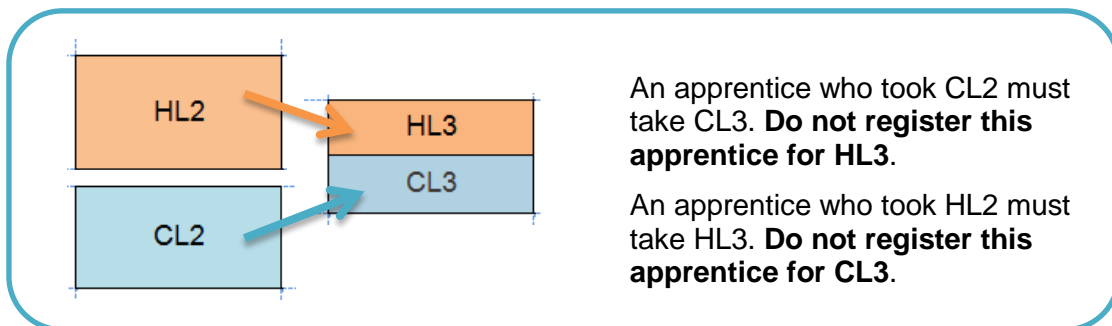 HL2
CL2
HL3
CL3
An apprentice who took CL2 must
take CL3. Do not register this
apprentice for HL3.
An apprentice who took HL2 must
take HL3. Do not register this
apprentice for CL3.